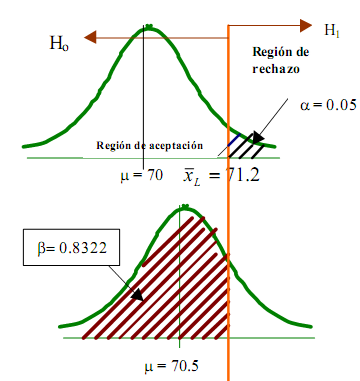 Ho
H1
Región de
rechazo
α = 0.05
Región de aceptación
μ = 70
x̄L = 71.2
β= 0.8322
μ = 70.5